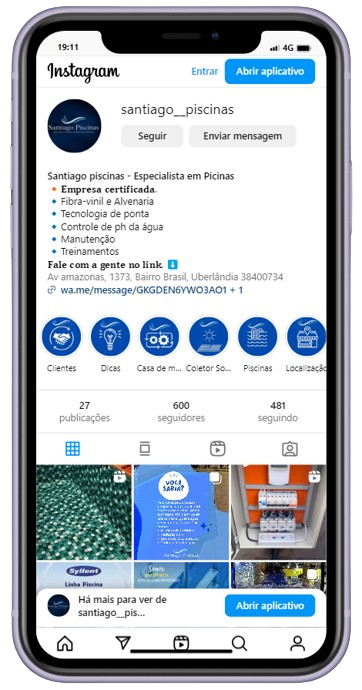 19:11
4G
Instagram
Entrar
Abrir aplicativo
Santiago Piscinas
santiago__piscinas
Seguir
Enviar mensagem
Santiago piscinas - Especialista em Picinas
Empresa certificada.
Fibra-vinil e Alvenaria
Tecnologia de ponta
Controle de ph da água
Manutenção
Treinamentos
Fale com a gente no link.
Av amazonas, 1373, Bairro Brasil, Uberlândia 38400734
wa.me/message/GKGDEN6YWO3AO1 + 1
Clientes
Dicas
Casa de m...
Coletor So...
Piscinas
Localização
27
publicações
600
seguidores
481
seguindo
VOCÊ
SABIA?
Syllent
Linha Piscina
Há mais para ver de
santiago__pis...
Abrir aplicativo